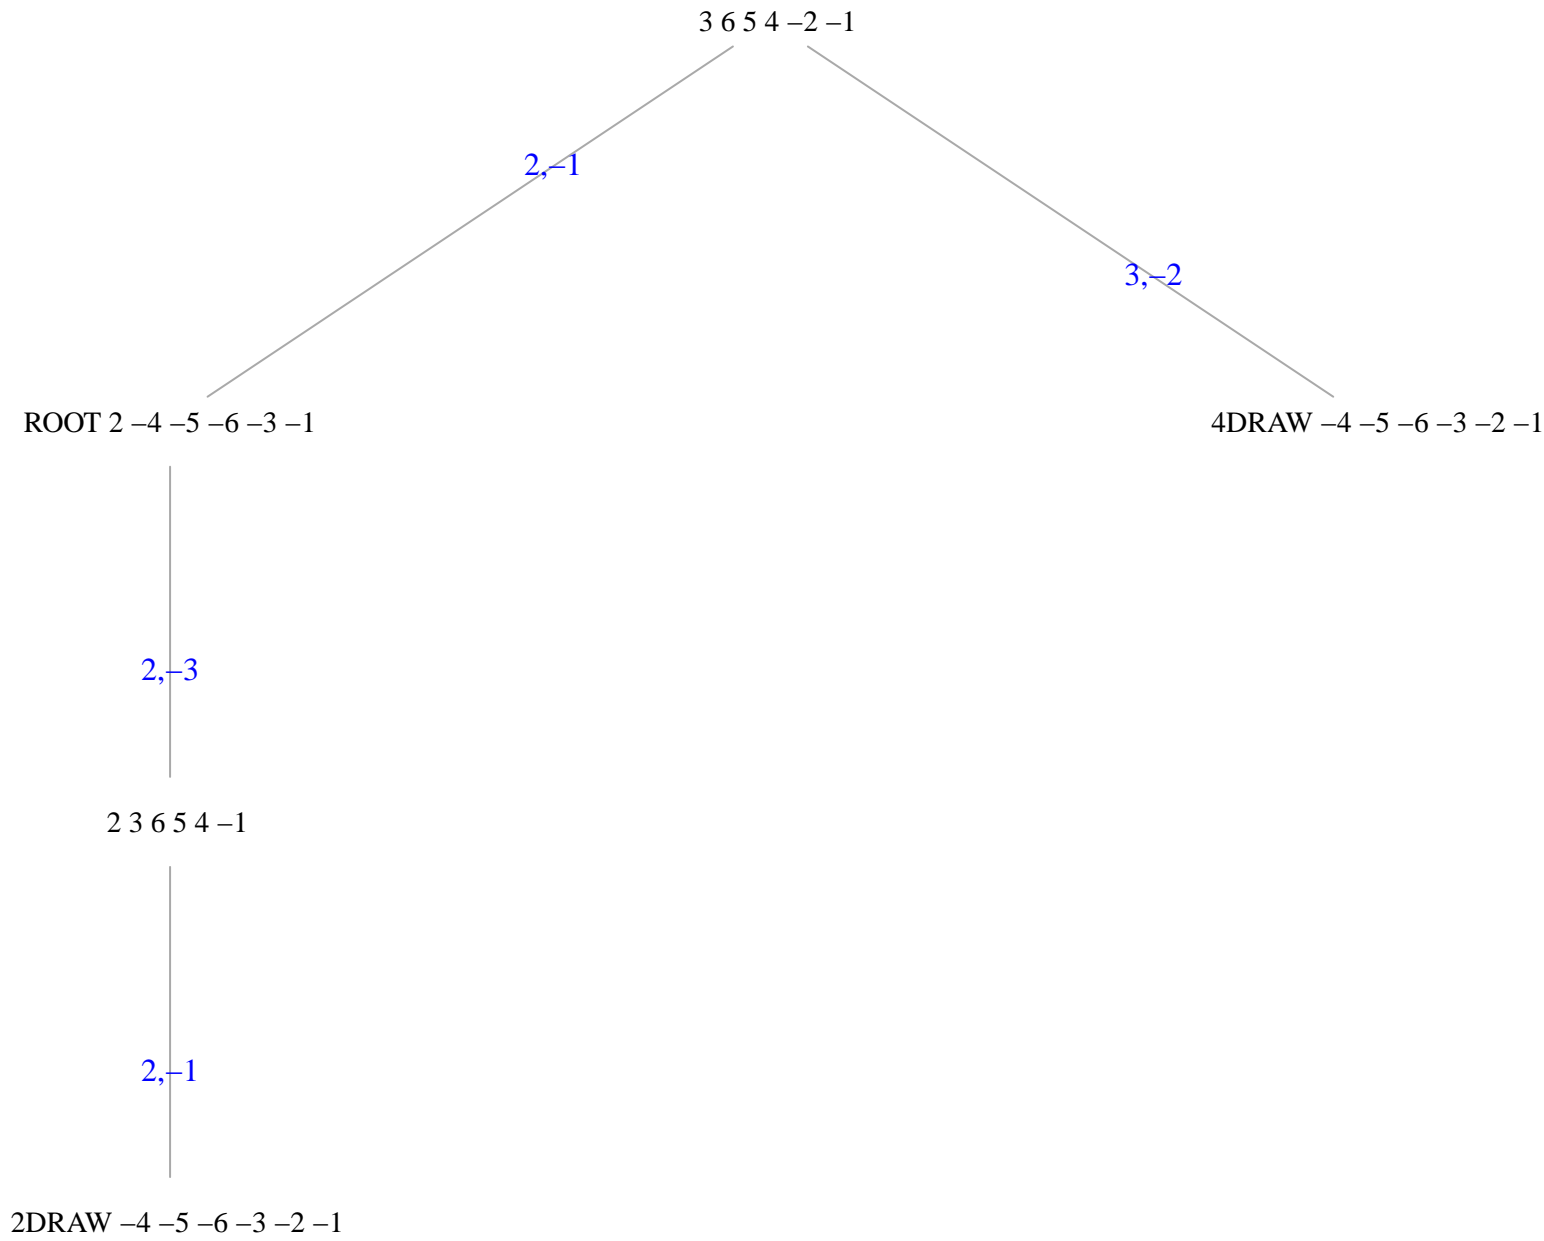 3 6 5 4 –2 –1
2,–1
3,–2
ROOT 2 –4 –5 –6 –3 –1
4DRAW –4 –5 –6 –3 –2 –1
2,–3
2 3 6 5 4 –1
2,–1
2DRAW –4 –5 –6 –3 –2 –1